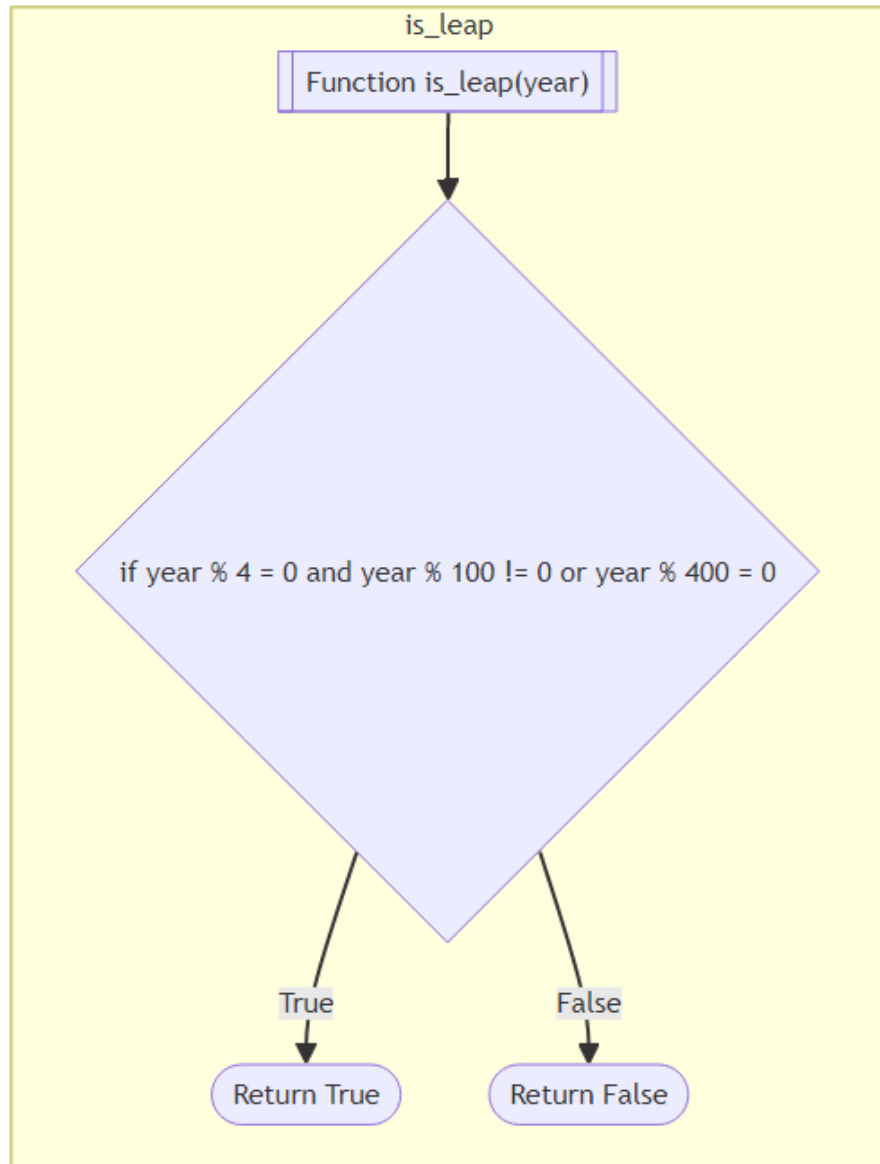 is_leap
Function is_leap(year)
if year % 4 = 0 and year % 100 != 0 or year % 400 = 0
True
False
Return True
Return False